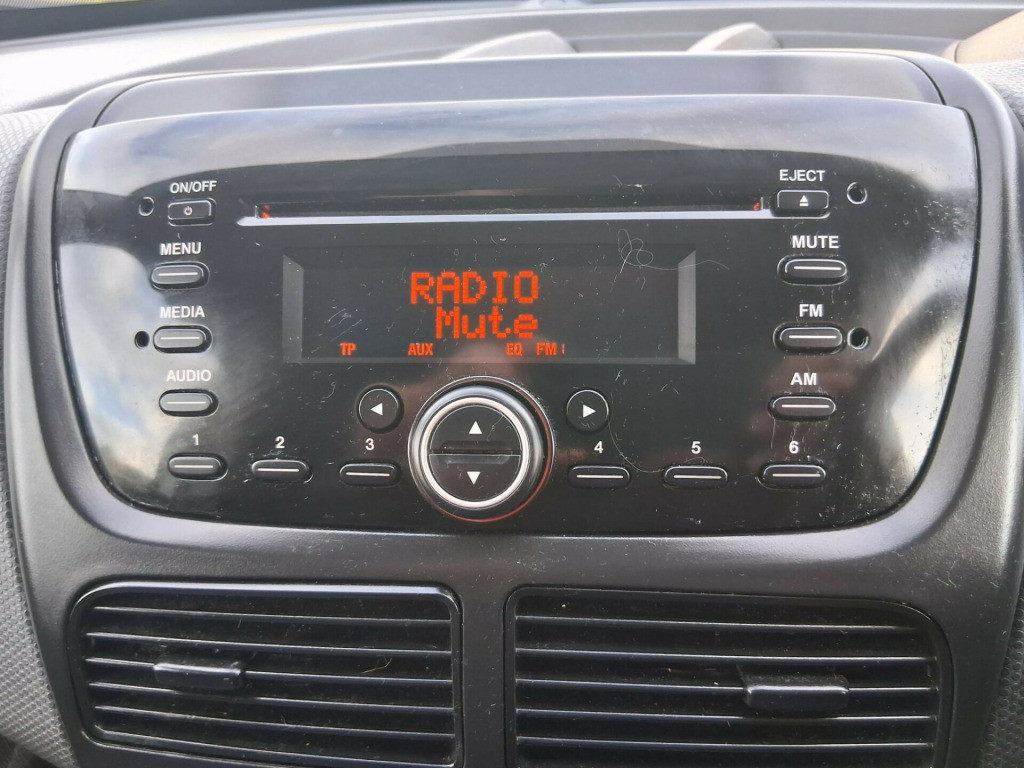 ON/OFF
EJECT
MENU
MUTE
RADIO
Mute
MEDIA
FM
TP AUX EQ FM1
AUDIO
AM
1 2 3 4 5 6